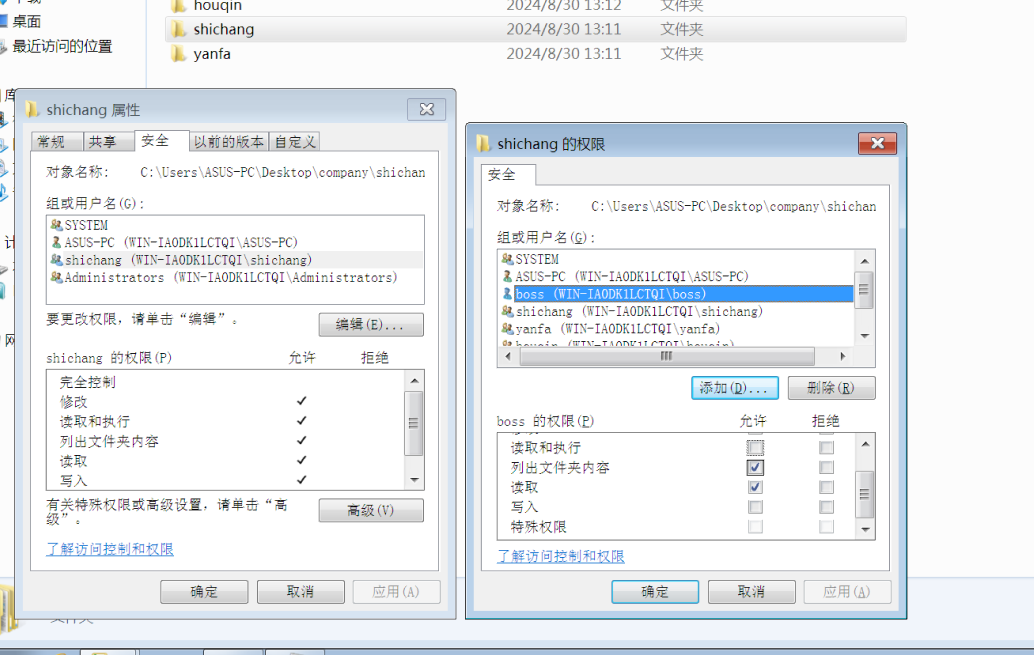 houqin 2024/8/30 13:12 文件夹
桌面
shichang 2024/8/30 13:11 文件夹
最近访问的位置
yanfa 2024/8/30 13:11 文件夹
shichang 属性
常规 共享 安全 以前的版本 自定义
对象名称: C:\Users\ASUS-PC\Desktop\company\shichan
组或用户名(G):
SYSTEM
ASUS-PC (WIN-IAODK1LCTQI\ASUS-PC)
shichang (WIN-IAODK1LCTQI\shichang)
Administrators (WIN-IAODK1LCTQI\Administrators)
要更改权限，请单击“编辑”。
编辑(E)...
shichang 的权限(P) 允许 拒绝
完全控制
修改
读取和执行
列出文件夹内容
读取
写入
有关特殊权限或高级设置，请单击“高
级”。
高级(V)
了解访问控制和权限
确定 取消 应用(A)
shichang 的权限
安全
对象名称: C:\Users\ASUS-PC\Desktop\company\shichan
组或用户名(G):
SYSTEM
ASUS-PC (WIN-IAODK1LCTQI\ASUS-PC)
boss (WIN-IAODK1LCTQI\boss)
shichang (WIN-IAODK1LCTQI\shichang)
yanfa (WIN-IAODK1LCTQI\yanfa)
houqin (WIN-IAODK1LCTQI\houqin)
添加(D)... 删除(R)
boss 的权限(P) 允许 拒绝
读取和执行
列出文件夹内容
读取
写入
特殊权限
了解访问控制和权限
确定 取消 应用(A)